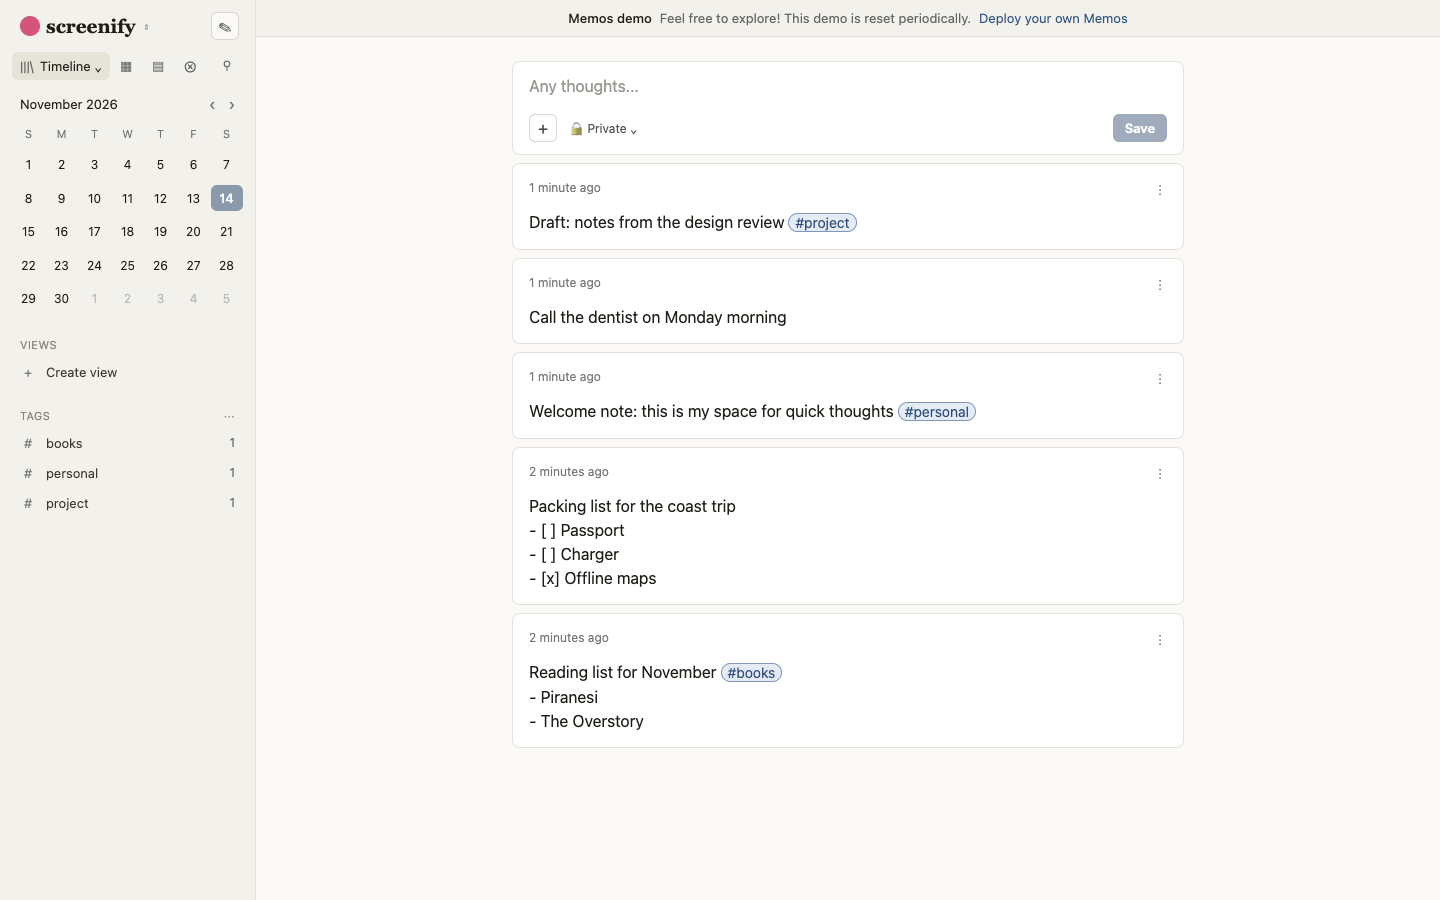 screenify
Timeline
November 2026
S M T W T F S
1 2 3 4 5 6 7
8 9 10 11 12 13 14
15 16 17 18 19 20 21
22 23 24 25 26 27 28
29 30 1 2 3 4 5
VIEWS
+ Create view
TAGS ...
# books 1
# personal 1
# project 1
Memos demo Feel free to explore! This demo is reset periodically. Deploy your own Memos
Any thoughts...
+ Private
Save
1 minute ago
Draft: notes from the design review #project
1 minute ago
Call the dentist on Monday morning
1 minute ago
Welcome note: this is my space for quick thoughts #personal
2 minutes ago
Packing list for the coast trip
- [ ] Passport
- [ ] Charger
- [x] Offline maps
2 minutes ago
Reading list for November #books
- Piranesi
- The Overstory